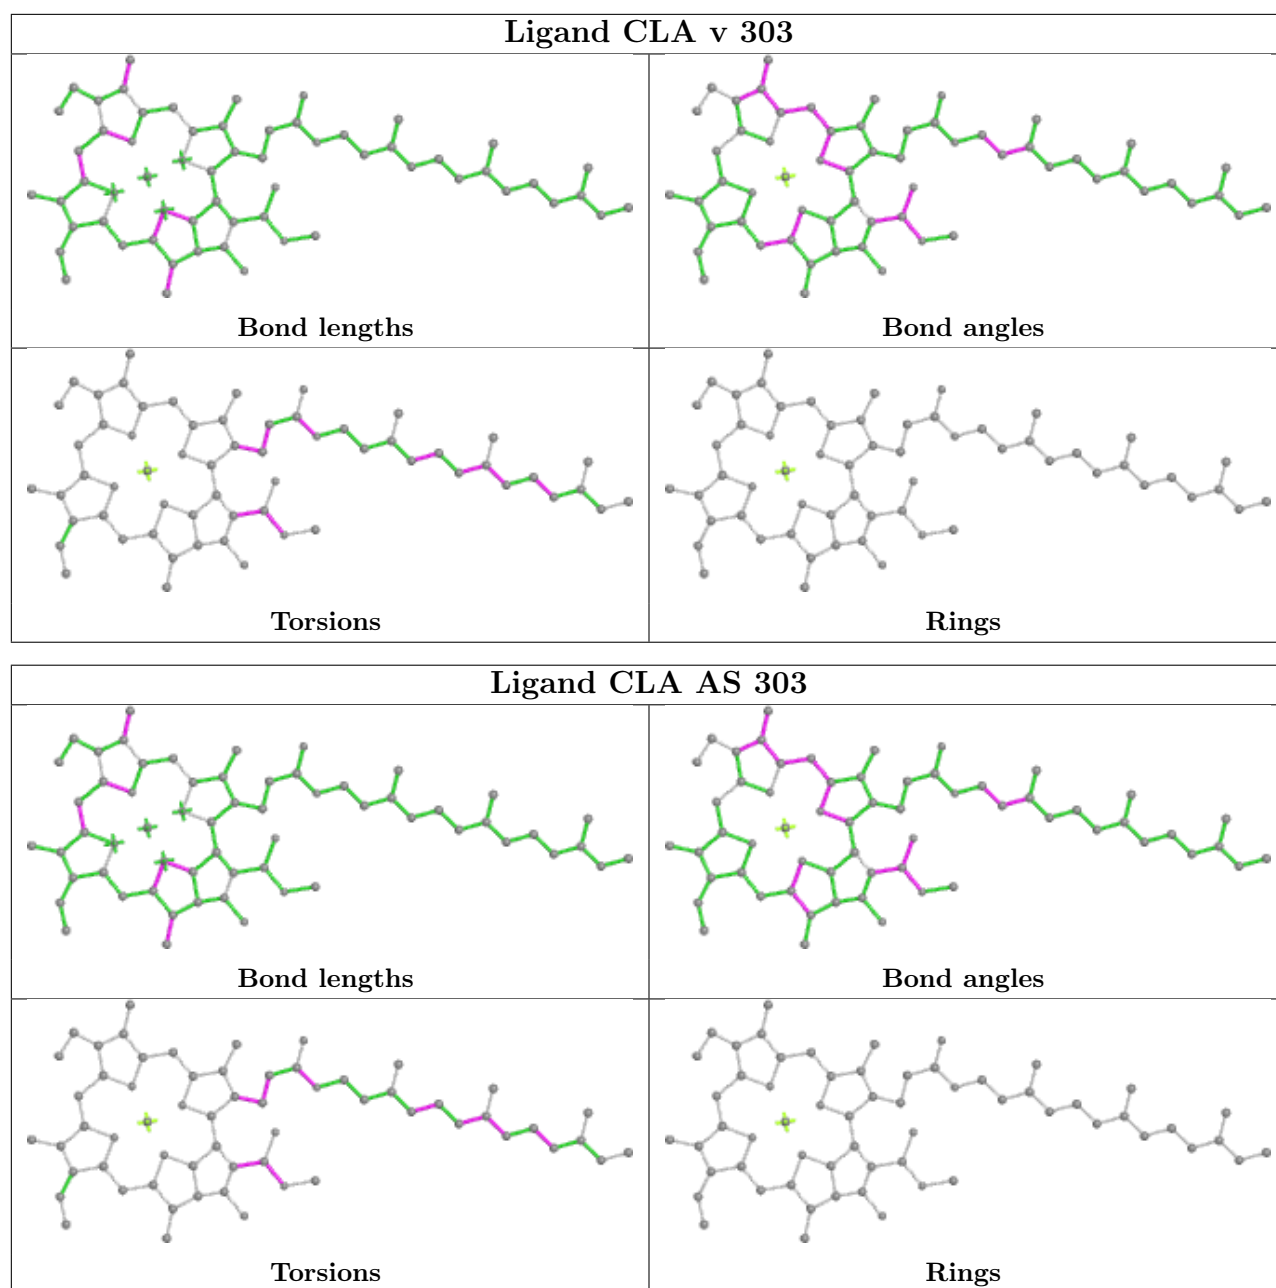 Ligand CLA v 303
Bond lengths
Bond angles
Torsions
Rings
Ligand CLA AS 303
Bond lengths
Bond angles
Torsions
Rings